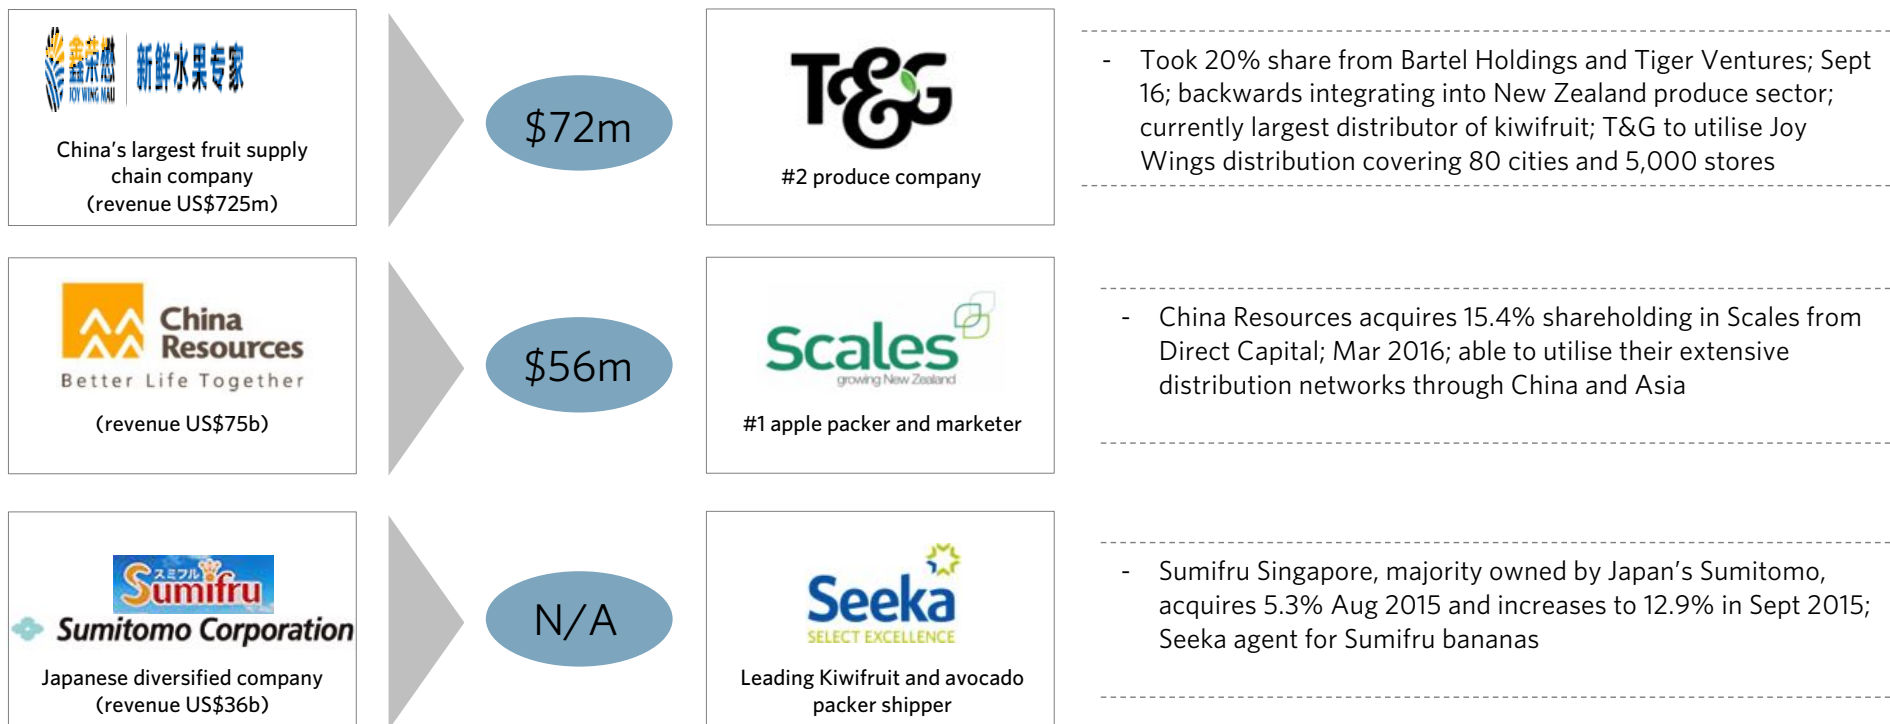 鑫荣懋
JOY WING MAU
新鲜水果专家
China's largest fruit supply
chain company
(revenue US$725m)
$72m
T&G
#2 produce company
- Took 20% share from Bartel Holdings and Tiger Ventures; Sept
16; backwards integrating into New Zealand produce sector;
currently largest distributor of kiwifruit; T&G to utilise Joy
Wings distribution covering 80 cities and 5,000 stores
China
Resources
Better Life Together
(revenue US$75b)
$56m
Scales
growing New Zealand
#1 apple packer and marketer
- China Resources acquires 15.4% shareholding in Scales from
Direct Capital; Mar 2016; able to utilise their extensive
distribution networks through China and Asia
スミフル
Sumifru
Sumitomo Corporation
Japanese diversified company
(revenue US$36b)
N/A
Seeka
SELECT EXCELLENCE
Leading Kiwifruit and avocado
packer shipper
- Sumifru Singapore, majority owned by Japan's Sumitomo,
acquires 5.3% Aug 2015 and increases to 12.9% in Sept 2015;
Seeka agent for Sumifru bananas